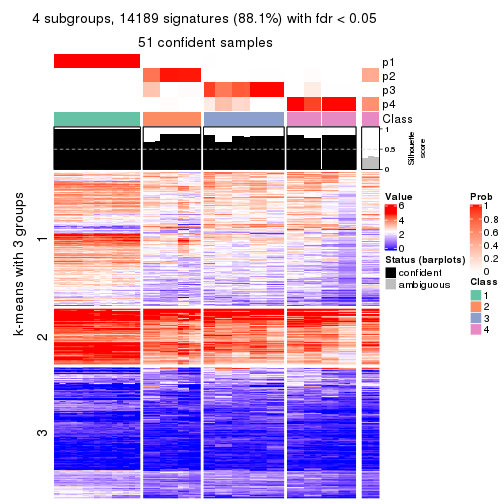 4 subgroups, 14189 signatures (88.1%) with fdr < 0.05
51 confident samples
p1
p2
p3
p4
Class
1
0.5
0
Silhouette
score
k-means with 3 groups
1
2
3
Value
6
4
2
0
Status (barplots)
confident
ambiguous
Prob
1
0.8
0.6
0.4
0.2
0
Class
1
2
3
4